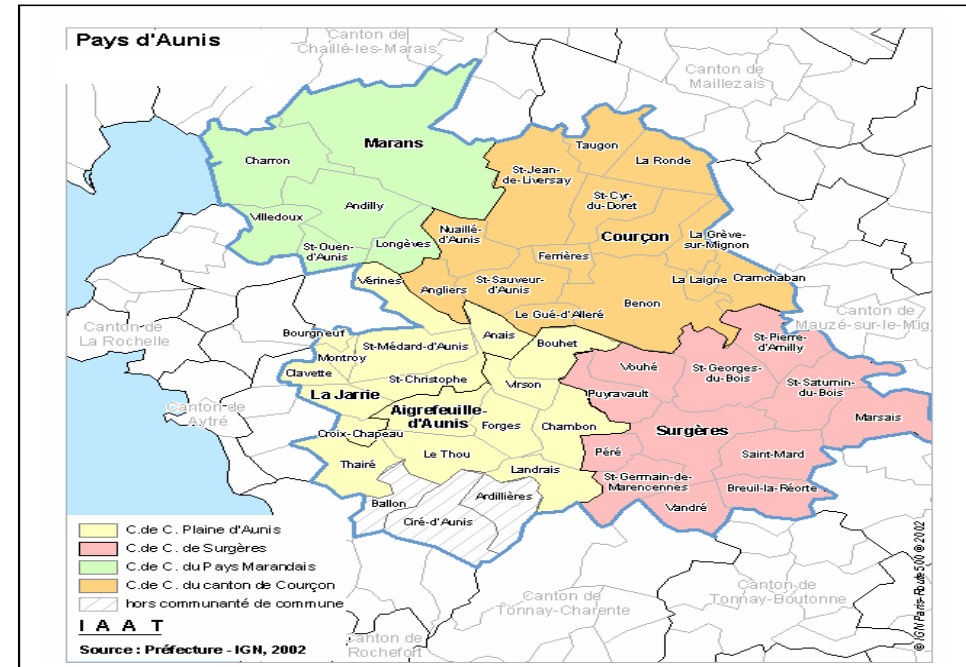 Pays d'Aunis
Canton de
Chaillé-les-Marais
Canton de
Maillezais
Marans
Charron
Andilly
Villedoux
St-Ouen-
d'Aunis
Longèves
Taugon
La Ronde
St-Jean-
de-Liversay
St-Cyr-
du-Doret
Nuaillé-
d'Aunis
Courçon
La Grève-
sur-Mignon
Ferrières
La Laigne
Cramchaban
Vérines
Angliers
St-Sauveur-
d'Aunis
Benon
Le Gué-d'Alleré
Canton de
Mauzé-sur-le-Mig
Canton de
La Rochelle
Bourgneuf
Anais
Bouhet
St-Pierre-
d'Amilly
Montroy
St-Médard-d'Aunis
Clavette
St-Christophe
Virson
Vouhé
St-Georges-
du-Bois
St-Saturnin-
du-Bois
La Jarrie
Puyravault
Canton de
Aytré
Aigrefeuille-
d'Aunis
Forges
Chambon
Surgères
Marsais
Croix-Chapeau
Le Thou
Péré
Saint-Mard
Thairé
Landrais
St-Germain-de-
Marencennes
Breuil-la-Réorte
Ballon
Ardillières
Vandré
Ciré-d'Aunis
C.de C. Plaine d'Aunis
C.de C. de Surgères
C.de C. du Pays Marandais
C.de C. du canton de Courçon
hors communanté de commune
Canton de
Tonnay-Charente
Canton de
Tonnay-Boutonne
Canton de
Rochefort
I A A T
Source : Préfecture - IGN, 2002
© IGN Paris-Route500 ® 2002